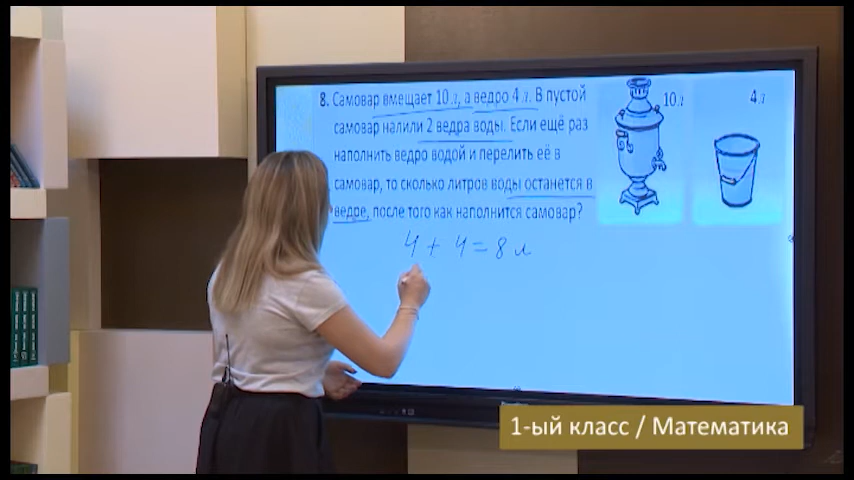 8. Самовар вмещает 10 л, а ведро 4 л. В пустой
самовар налили 2 ведра воды. Если ещё раз
наполнить ведро водой и перелить её в
самовар, то сколько литров воды останется в
ведре, после того как наполнится самовар?
10 л
4 л
4 + 4 = 8 л
1-ый класс / Математика